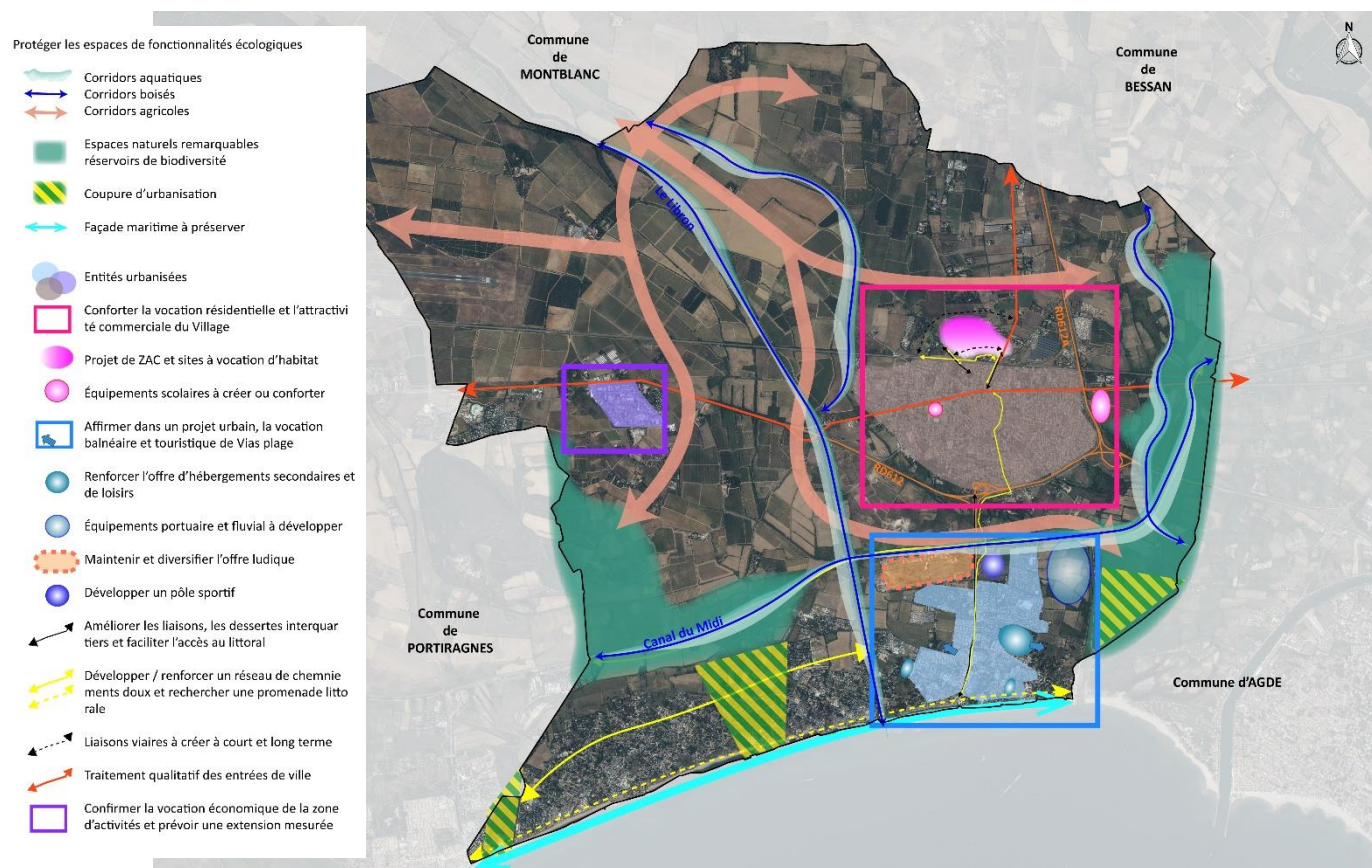 Protéger les espaces de fonctionnalités écologiques
Corridors aquatiques
Corridors boisés
Corridors agricoles
Espaces naturels remarquables
réservoirs de biodiversité
Coupure d'urbanisation
Façade maritime à préserver
Entités urbanisées
Conforter la vocation résidentielle et l'attractivi
té commerciale du Village
Projet de ZAC et sites à vocation d'habitat
Équipements scolaires à créer ou conforter
Affirmer dans un projet urbain, la vocation
balnéaire et touristique de Vias plage
Renforcer l'offre d'hébergements secondaires et
de loisirs
Équipements portuaire et fluvial à développer
Maintenir et diversifier l'offre ludique
Développer un pôle sportif
Améliorer les liaisons, les dessertes interquar
tiers et faciliter l'accès au littoral
Développer / renforcer un réseau de chemnie
ments doux et rechercher une promenade litto
rale
Liaisons viaires à créer à court et long terme
Traitement qualitatif des entrées de ville
Confirmer la vocation économique de la zone
d'activités et prévoir une extension mesurée
Commune
de
MONTBLANC
Commune
de
BESSAN
N
Le Libron
RD612A
RD612
Commune
de
PORTIRAGNES
Canal du Midi
Commune d'AGDE